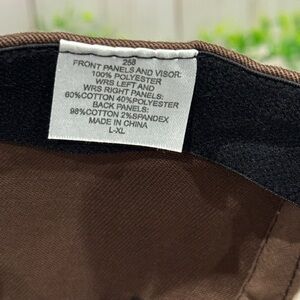 258
FRONT PANELS AND VISOR:
100% POLYESTER
WRS LEFT AND
WRS RIGHT PANELS:
60%COTTON 40%POLYESTER
BACK PANELS:
98%COTTON 2%SPANDEX
MADE IN CHINA
L-XL